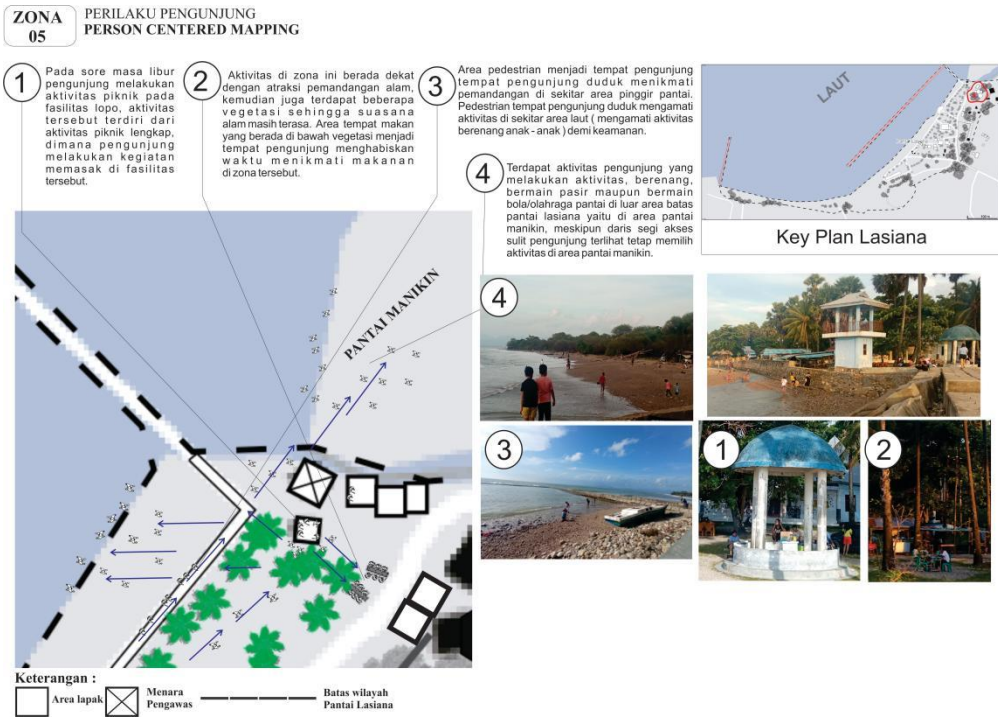 ZONA
05
PERILAKU PENGUNJUNG
PERSON CENTERED MAPPING
1
Pada sore masa libur
pengunjung melakukan
aktivitas piknik pada
fasilitas lopo, aktivitas
tersebut terdiri dari
aktivitas piknik lengkap,
dimana pengunjung
melakukan kegiatan
memasak di fasilitas
tersebut.
2
Aktivitas di zona ini berada dekat
dengan atraksi pemandangan alam,
kemudian juga terdapat beberapa
vegetasi sehingga suasana
alam masih terasa. Area tempat makan
yang berada di bawah vegetasi menjadi
tempat pengunjung menghabiskan
waktu menikmati makanan
di zona tersebut.
3
Area pedestrian menjadi tempat pengunjung
tempat pengunjung duduk menikmati
pemandangan di sekitar area pinggir pantai.
Pedestrian tempat pengunjung duduk mengamati
aktivitas di sekitar area laut ( mengamati aktivitas
berenang anak - anak ) demi keamanan.
4
Terdapat aktivitas pengunjung yang
melakukan aktivitas, berenang,
bermain pasir maupun bermain
bola/olahraga pantai di luar area batas
pantai lasiana yaitu di area pantai
manikin, meskipun daris segi akses
sulit pengunjung terlihat tetap memilih
aktivitas di area pantai manikin.
LAUT
Key Plan Lasiana
PANTAI MANIKIN
4
3
1
2
Keterangan :
Area lapak
Menara
Pengawas
Batas wilayah
Pantai Lasiana